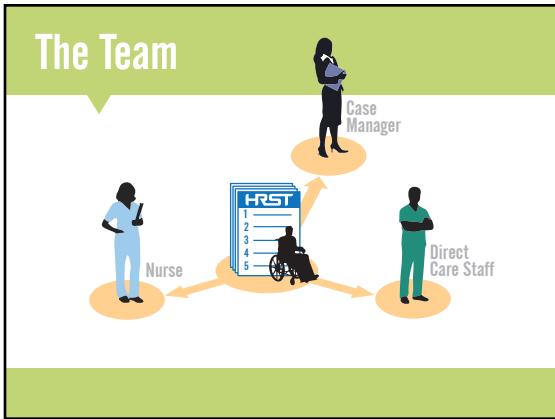 The Team
Case
Manager
HRST
1
2
3
4
5
Nurse
Direct
Care Staff